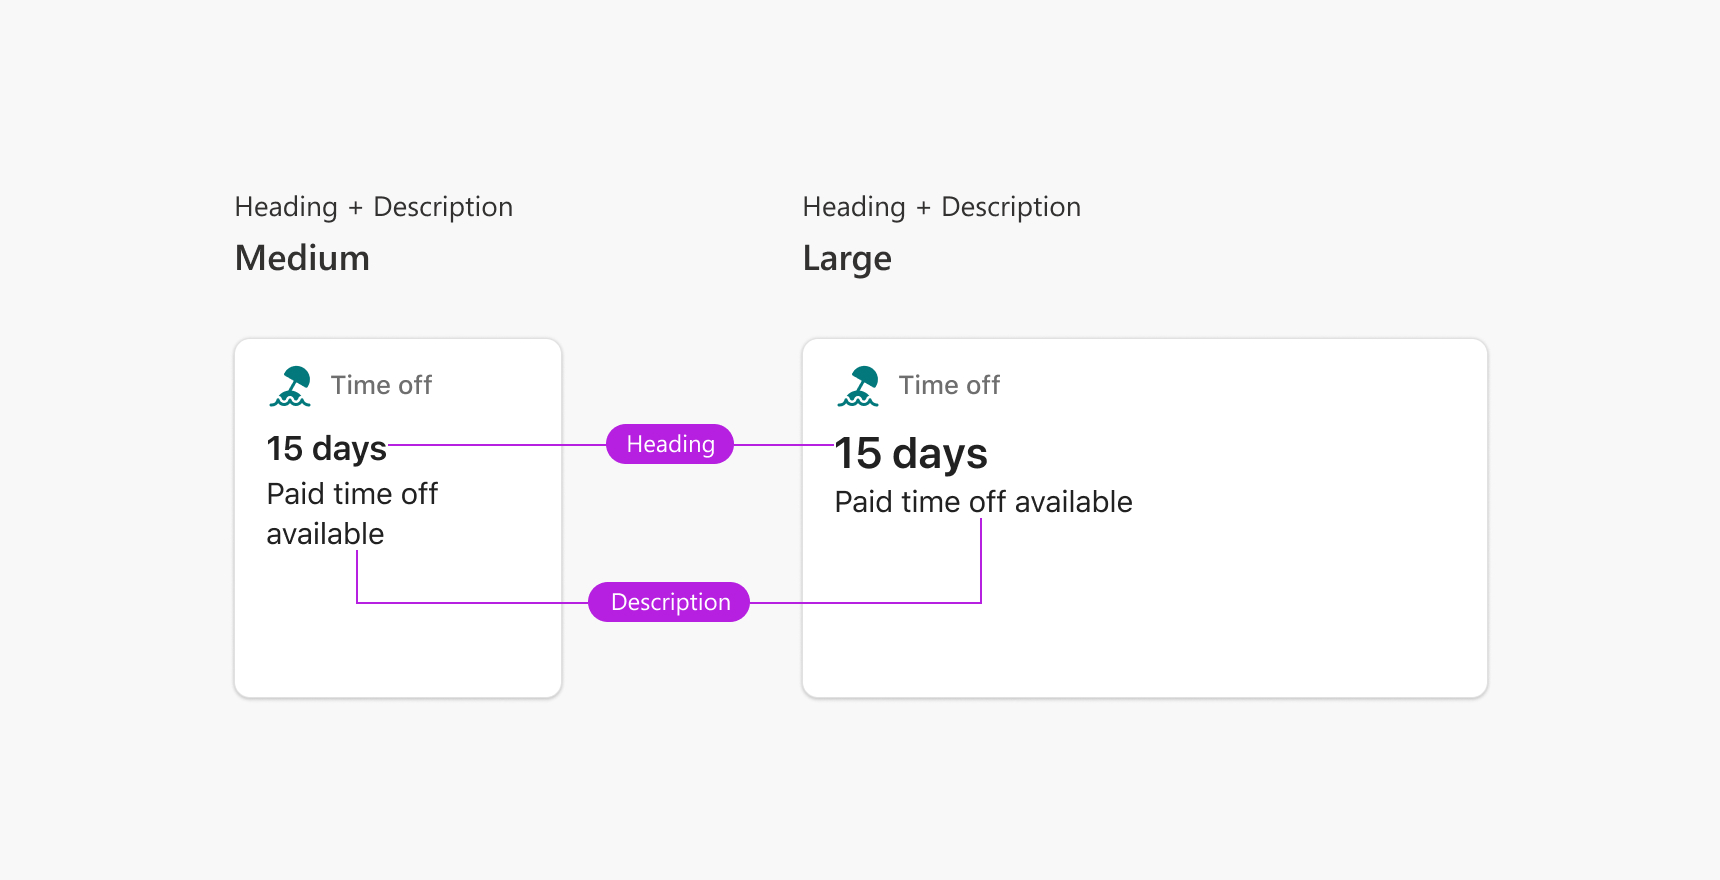 Heading + Description
Medium
Time off
15 days
Paid time off
available
Heading
Description
Heading + Description
Large
Time off
15 days
Paid time off available